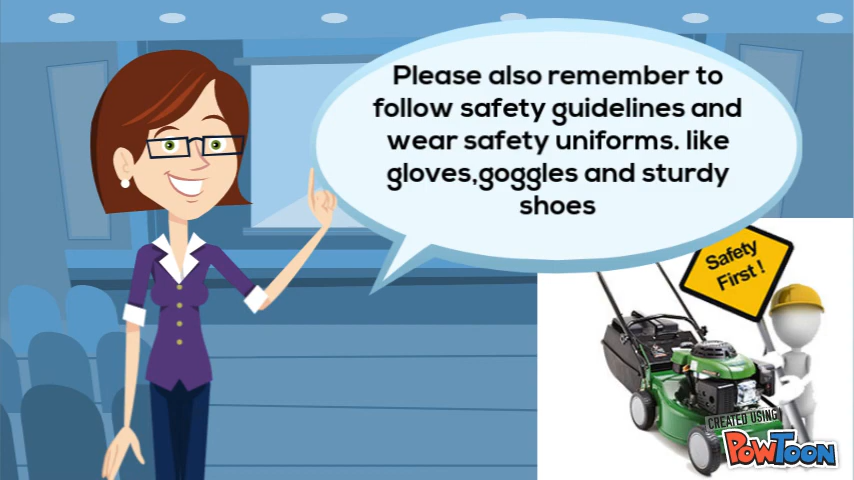 Please also remember to
follow safety guidelines and
wear safety uniforms. like
gloves,goggles and sturdy
shoes
Safety
First !
CREATED USING
POWTOON